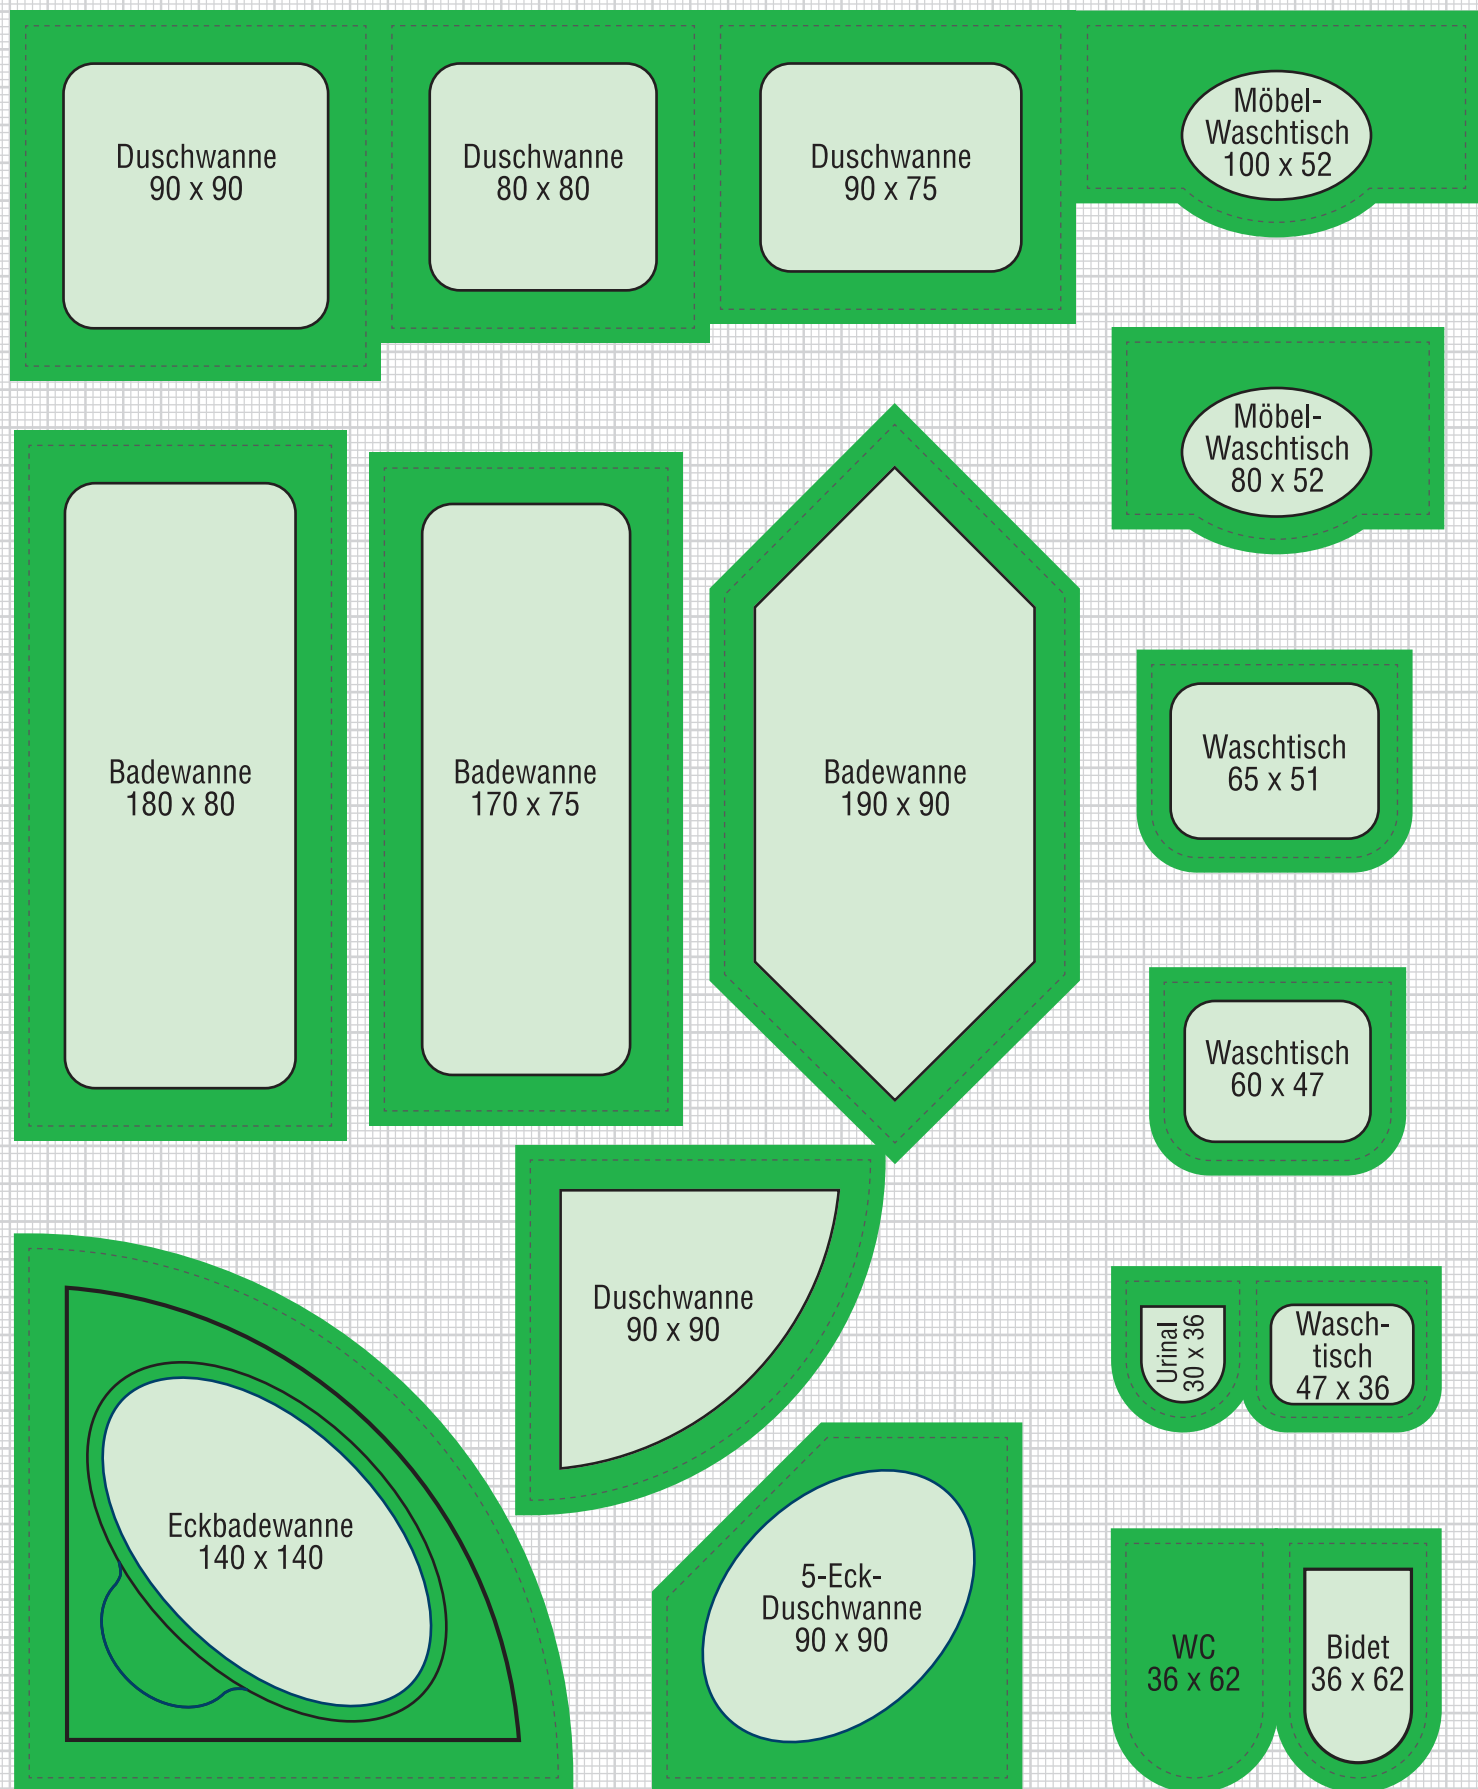 Duschwanne
90 x 90
Duschwanne
80 x 80
Duschwanne
90 x 75
Möbel-
Waschtisch
100 x 52
Möbel-
Waschtisch
80 x 52
Badewanne
180 x 80
Badewanne
170 x 75
Badewanne
190 x 90
Waschtisch
65 x 51
Waschtisch
60 x 47
Duschwanne
90 x 90
Urinal
30 x 36
Wasch-
tisch
47 x 36
Eckbadewanne
140 x 140
5-Eck-
Duschwanne
90 x 90
WC
36 x 62
Bidet
36 x 62